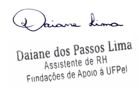 Daiane Lima
Daiane dos Passos Lima
Assistente de RH
Fundações de Apoio à UFPel